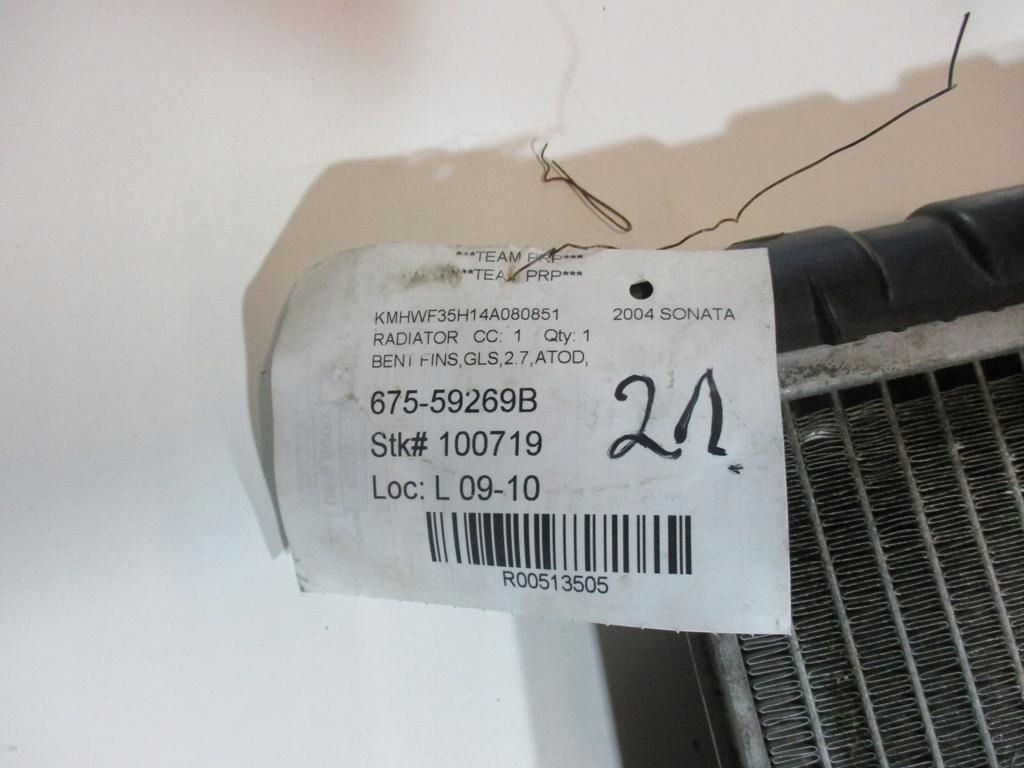 ***TEAM PRP***
**TEAM PRP***
KMHWF35H14A080851 2004 SONATA
RADIATOR CC: 1 Qty: 1
BENT FINS,GLS,2.7,ATOD,
675-59269B
21
Stk# 100719
Loc: L 09-10
R00513505